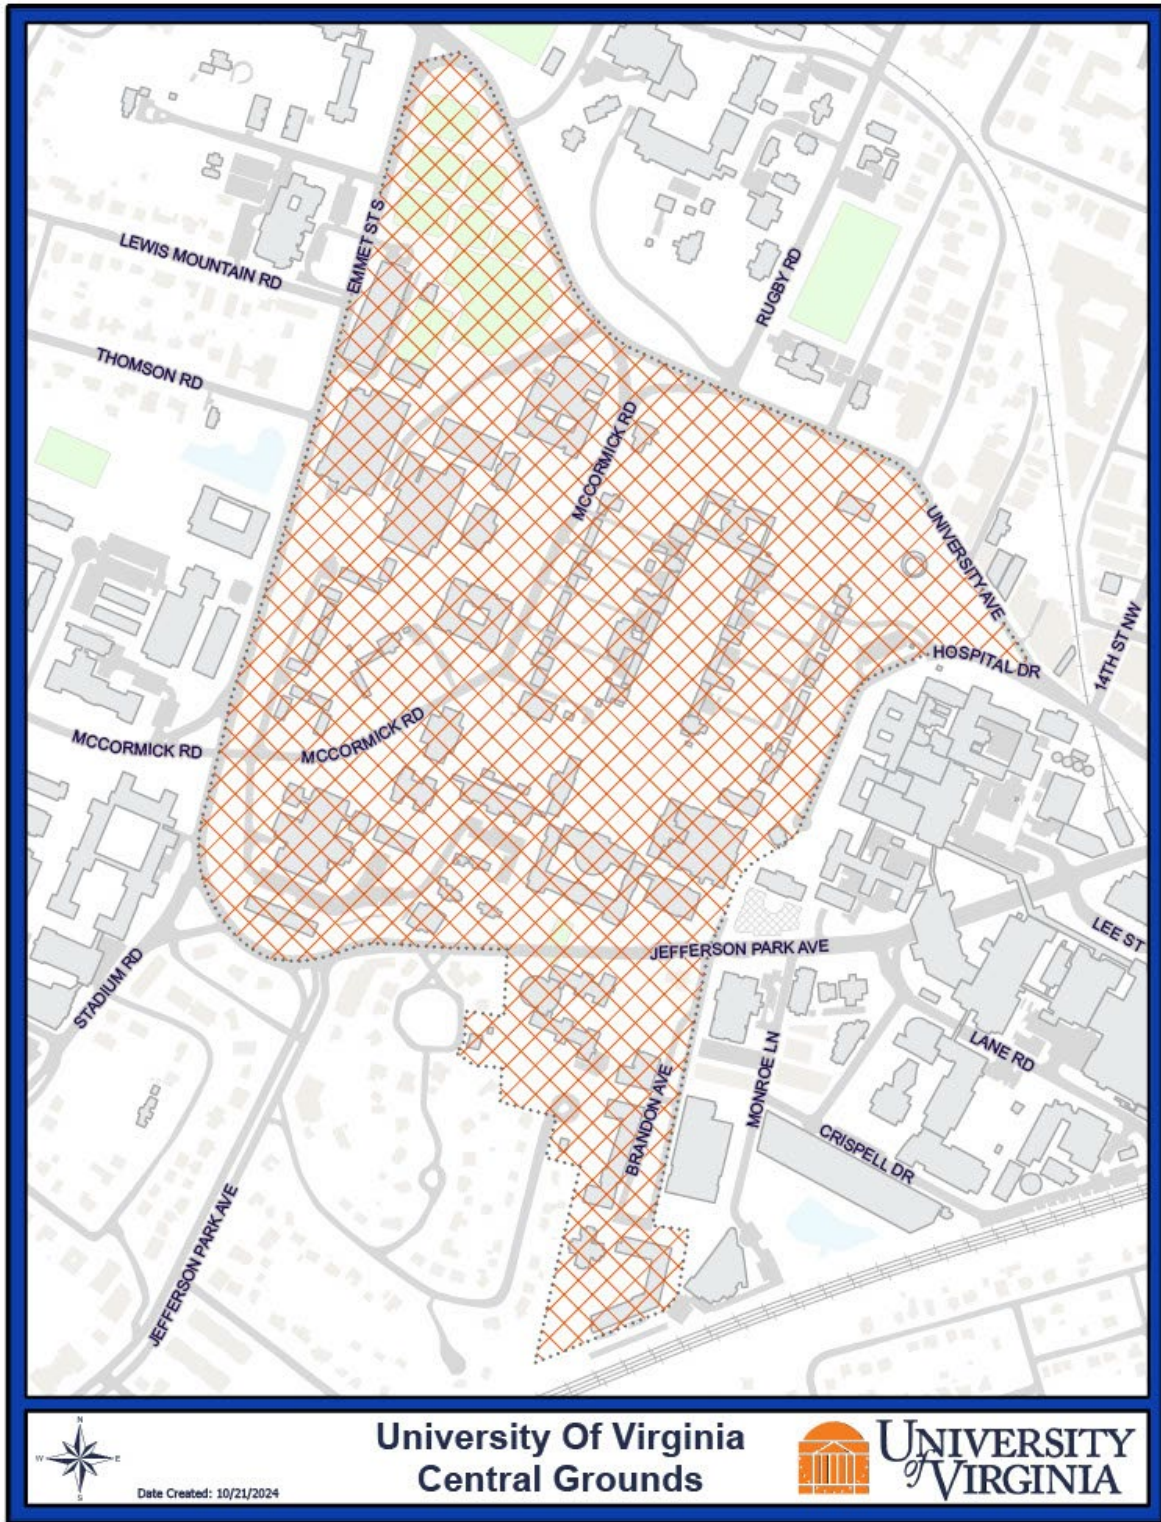 LEWIS MOUNTAIN RD
EMMET ST S
RUGBY RD
THOMSON RD
MCCORMICK RD
UNIVERSITY AVE
14TH ST NW
HOSPITAL DR
MCCORMICK RD
MCCORMICK RD
LEE ST
JEFFERSON PARK AVE
STADIUM RD
LANE RD
MONROE LN
BRANDON AVE
CRISPELL DR
JEFFERSON PARK AVE
N
W
E
S
Date Created: 10/21/2024
University Of Virginia
Central Grounds
UNIVERSITY
of VIRGINIA